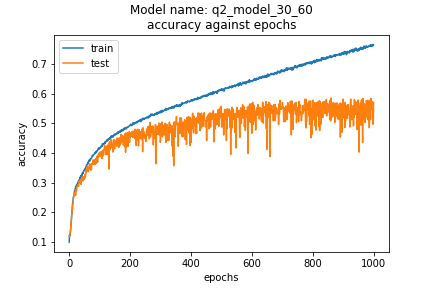 Model name: q2_model_30_60
accuracy against epochs
train
test
accuracy
0.7
0.6
0.5
0.4
0.3
0.2
0.1
0
200
400
600
800
1000
epochs